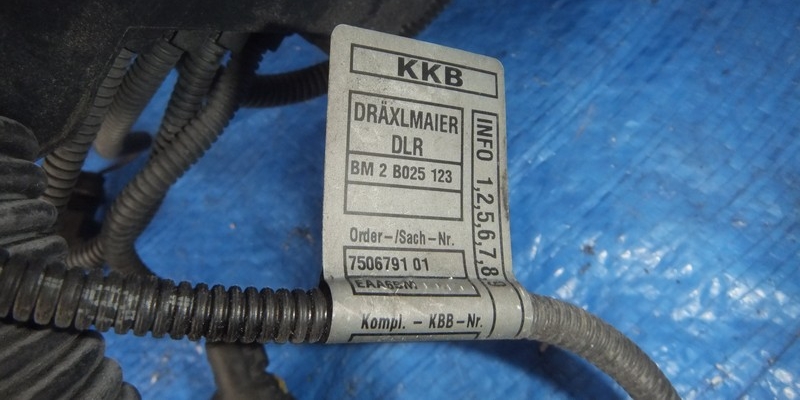 KKB
DRÄXLMAIER
DLR
BM 2 B025 123
Order-/Sach-Nr.
7506791 01
Kompl. - KBB-Nr.
INFO 1,2,5,6,7,8,9